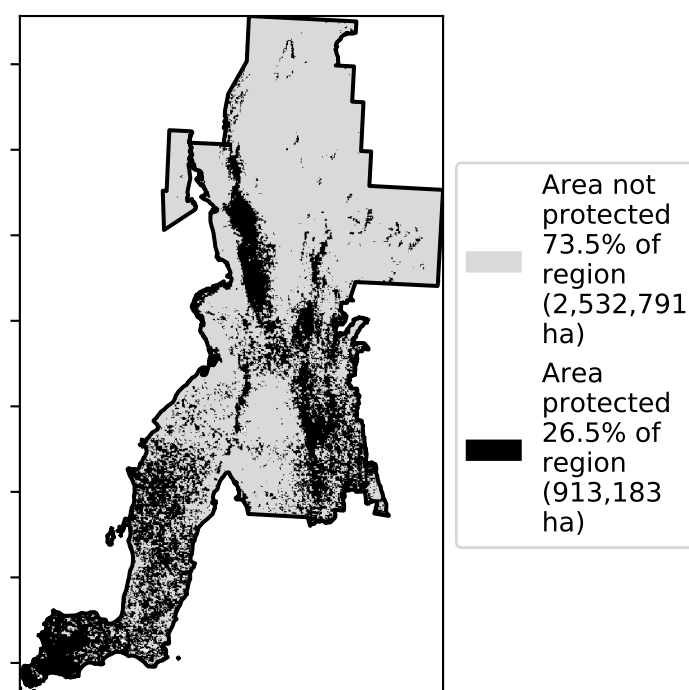 Area not
protected
73.5% of
region
(2,532,791
ha)
Area
protected
26.5% of
region
(913,183
ha)